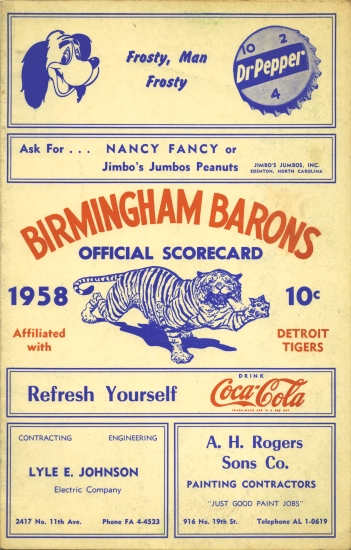 Frosty, Man
Frosty
10 2
Dr Pepper
4
Ask For . . . NANCY FANCY or
Jimbo's Jumbos Peanuts
JIMBO'S JUMBOS, INC.
EDENTON, NORTH CAROLINA
BIRMINGHAM BARONS
OFFICIAL SCORECARD
1958
10c
Affiliated
with
DETROIT
TIGERS
Refresh Yourself
DRINK
Coca-Cola
CONTRACTING ENGINEERING
LYLE E. JOHNSON
Electric Company
2417 No. 11th Ave. Phone FA 4-4523
A. H. Rogers
Sons Co.
PAINTING CONTRACTORS
"JUST GOOD PAINT JOBS"
916 No. 19th St. Telephone AL 1-0619